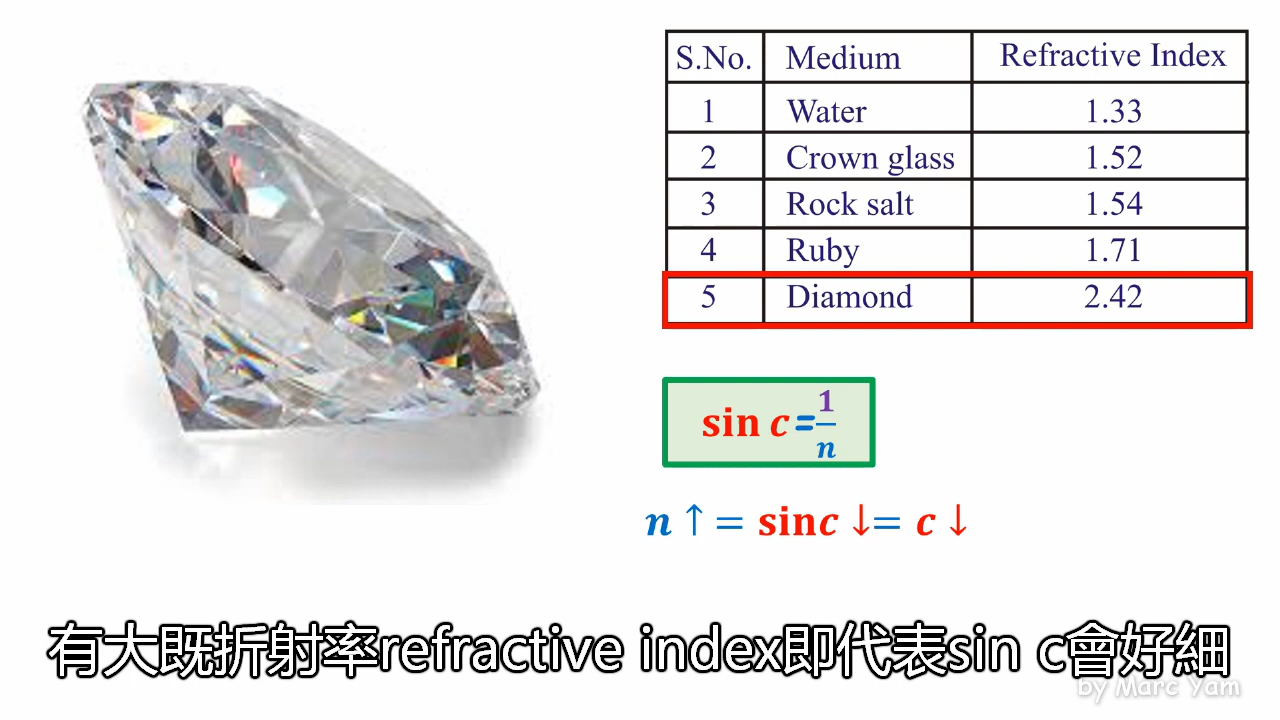 S.No. Medium Refractive Index
1 Water 1.33
2 Crown glass 1.52
3 Rock salt 1.54
4 Ruby 1.71
5 Diamond 2.42
sin c = 1/n
n ↑ = sinc ↓ = c ↓
有大既折射率refractive index即代表sin c會好細
by Marc Yam